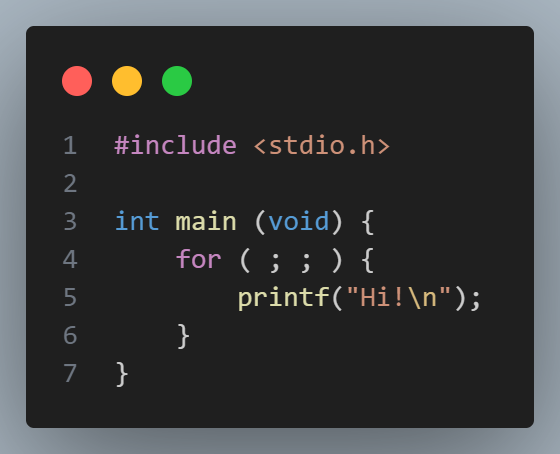 1 #include <stdio.h>
2
3 int main (void) {
4     for ( ; ; ) {
5         printf("Hi!\n");
6     }
7 }